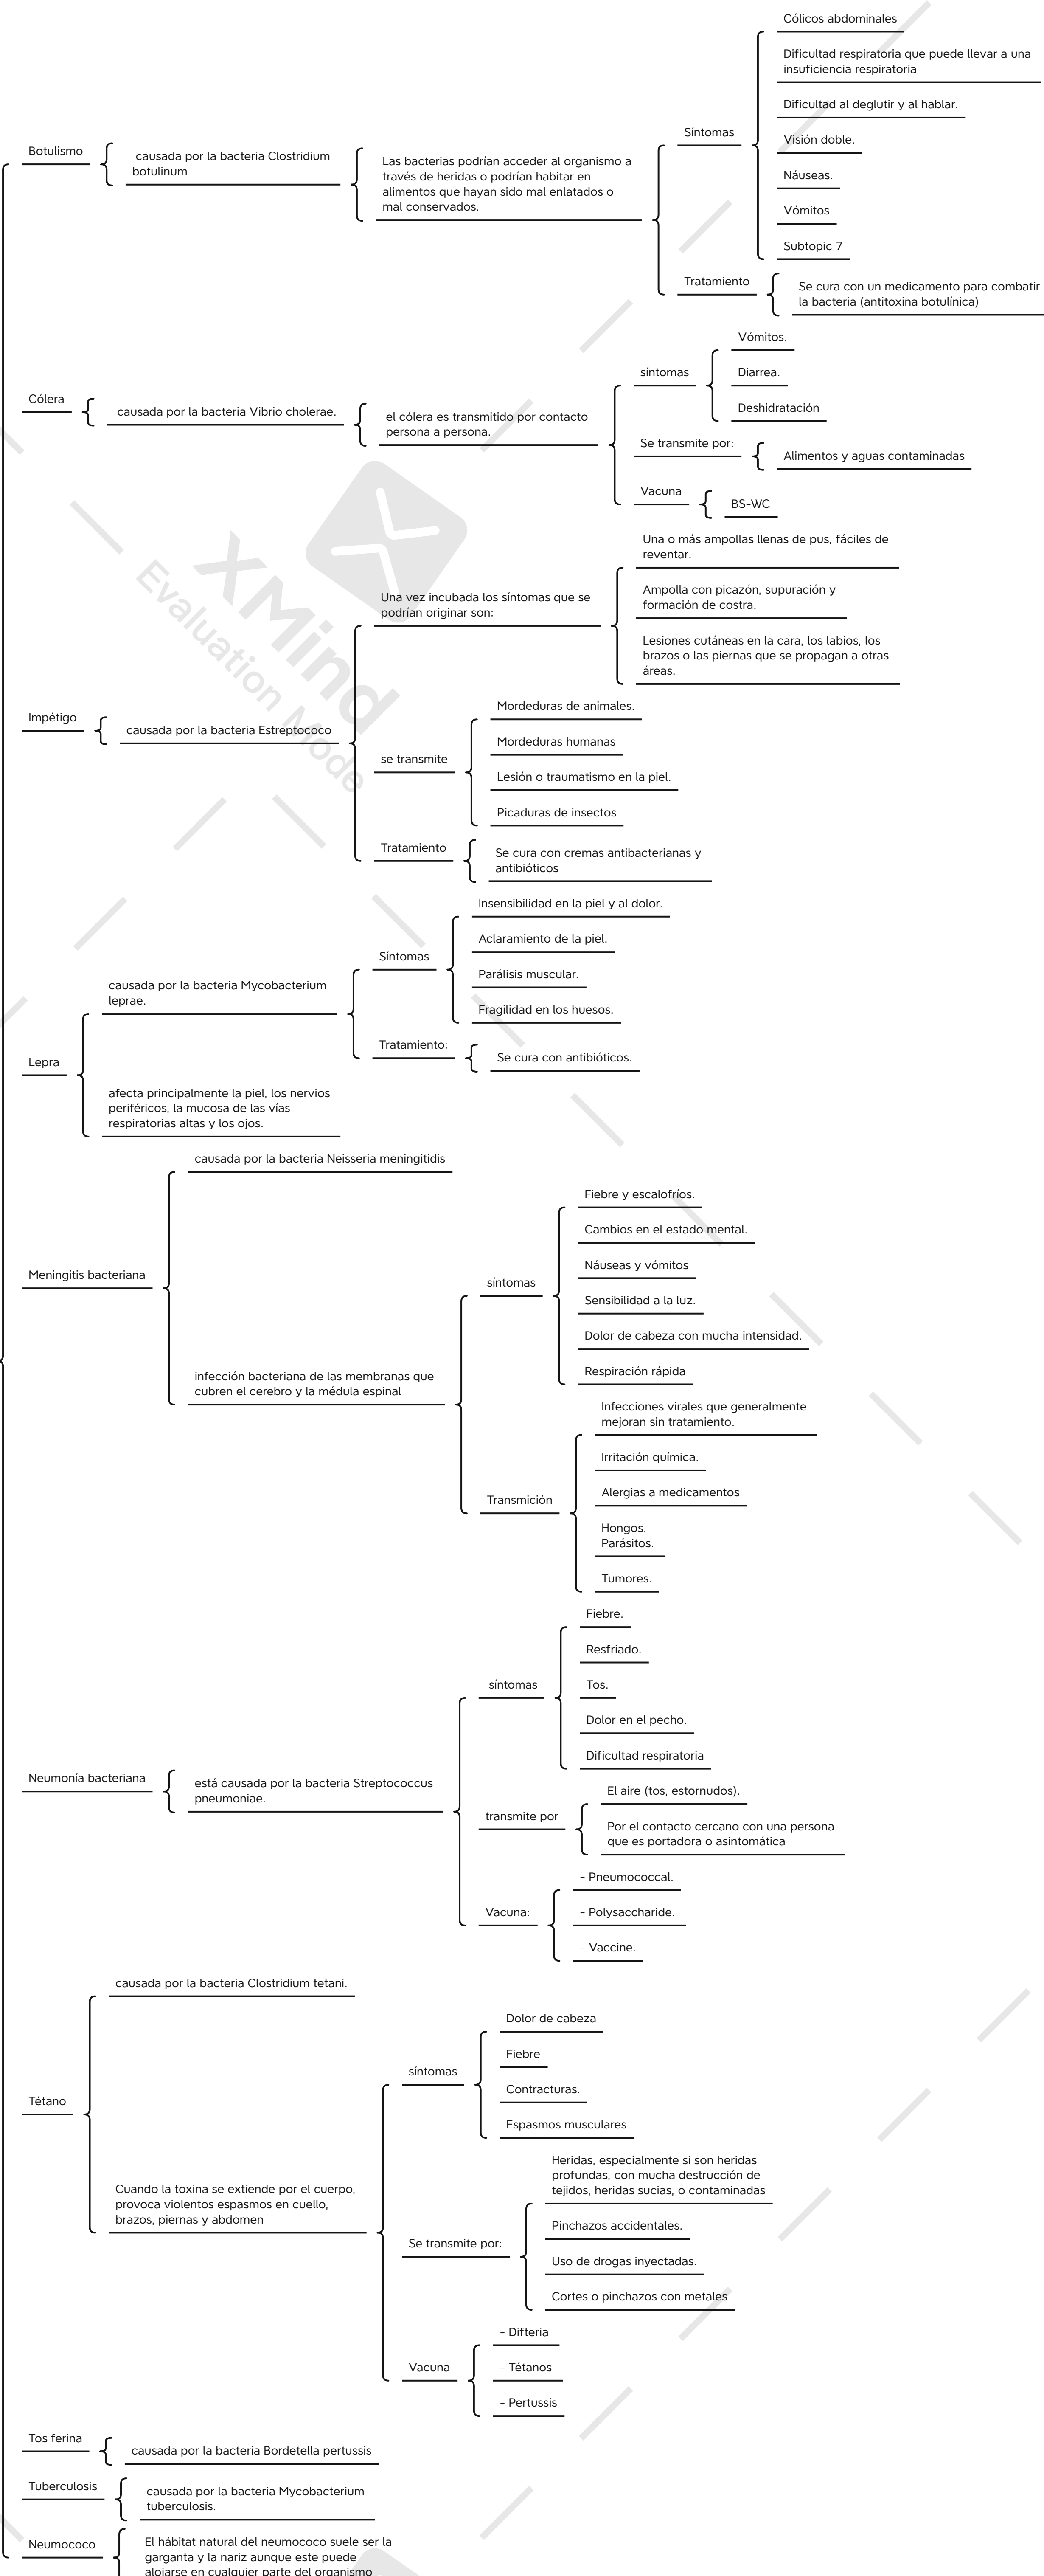 Botulismo
causada por la bacteria Clostridium
botulinum
Las bacterias podrían acceder al organismo a
través de heridas o podrían habitar en
alimentos que hayan sido mal enlatados o
mal conservados.
Síntomas
Cólicos abdominales
Dificultad respiratoria que puede llevar a una
insuficiencia respiratoria
Dificultad al deglutir y al hablar.
Visión doble.
Náuseas.
Vómitos
Subtopic 7
Tratamiento
Se cura con un medicamento para combatir
la bacteria (antitoxina botulínica)
Cólera
causada por la bacteria Vibrio cholerae.
el cólera es transmitido por contacto
persona a persona.
síntomas
Vómitos.
Diarrea.
Deshidratación
Se transmite por:
Alimentos y aguas contaminadas
Vacuna
BS-WC
Impétigo
causada por la bacteria Estreptococo
Una vez incubada los síntomas que se
podrían originar son:
Una o más ampollas llenas de pus, fáciles de
reventar.
Ampolla con picazón, supuración y
formación de costra.
Lesiones cutáneas en la cara, los labios, los
brazos o las piernas que se propagan a otras
áreas.
se transmite
Mordeduras de animales.
Mordeduras humanas
Lesión o traumatismo en la piel.
Picaduras de insectos
Tratamiento
Se cura con cremas antibacterianas y
antibióticos
Lepra
causada por la bacteria Mycobacterium
leprae.
Síntomas
Insensibilidad en la piel y al dolor.
Aclaramiento de la piel.
Parálisis muscular.
Fragilidad en los huesos.
Tratamiento:
Se cura con antibióticos.
afecta principalmente la piel, los nervios
periféricos, la mucosa de las vías
respiratorias altas y los ojos.
Meningitis bacteriana
causada por la bacteria Neisseria meningitidis
infección bacteriana de las membranas que
cubren el cerebro y la médula espinal
síntomas
Fiebre y escalofríos.
Cambios en el estado mental.
Náuseas y vómitos
Sensibilidad a la luz.
Dolor de cabeza con mucha intensidad.
Respiración rápida
Transmición
Infecciones virales que generalmente
mejoran sin tratamiento.
Irritación química.
Alergias a medicamentos
Hongos.
Parásitos.
Tumores.
Neumonía bacteriana
está causada por la bacteria Streptococcus
pneumoniae.
síntomas
Fiebre.
Resfriado.
Tos.
Dolor en el pecho.
Dificultad respiratoria
transmite por
El aire (tos, estornudos).
Por el contacto cercano con una persona
que es portadora o asintomática
Vacuna:
- Pneumococcal.
- Polysaccharide.
- Vaccine.
Tétano
causada por la bacteria Clostridium tetani.
Cuando la toxina se extiende por el cuerpo,
provoca violentos espasmos en cuello,
brazos, piernas y abdomen
síntomas
Dolor de cabeza
Fiebre
Contracturas.
Espasmos musculares
Se transmite por:
Heridas, especialmente si son heridas
profundas, con mucha destrucción de
tejidos, heridas sucias, o contaminadas
Pinchazos accidentales.
Uso de drogas inyectadas.
Cortes o pinchazos con metales
Vacuna
- Difteria
- Tétanos
- Pertussis
Tos ferina
causada por la bacteria Bordetella pertussis
Tuberculosis
causada por la bacteria Mycobacterium
tuberculosis.
Neumococo
El hábitat natural del neumococo suele ser la
garganta y la nariz aunque este puede
alojarse en cualquier parte del organismo
XMind
Evaluation Mode